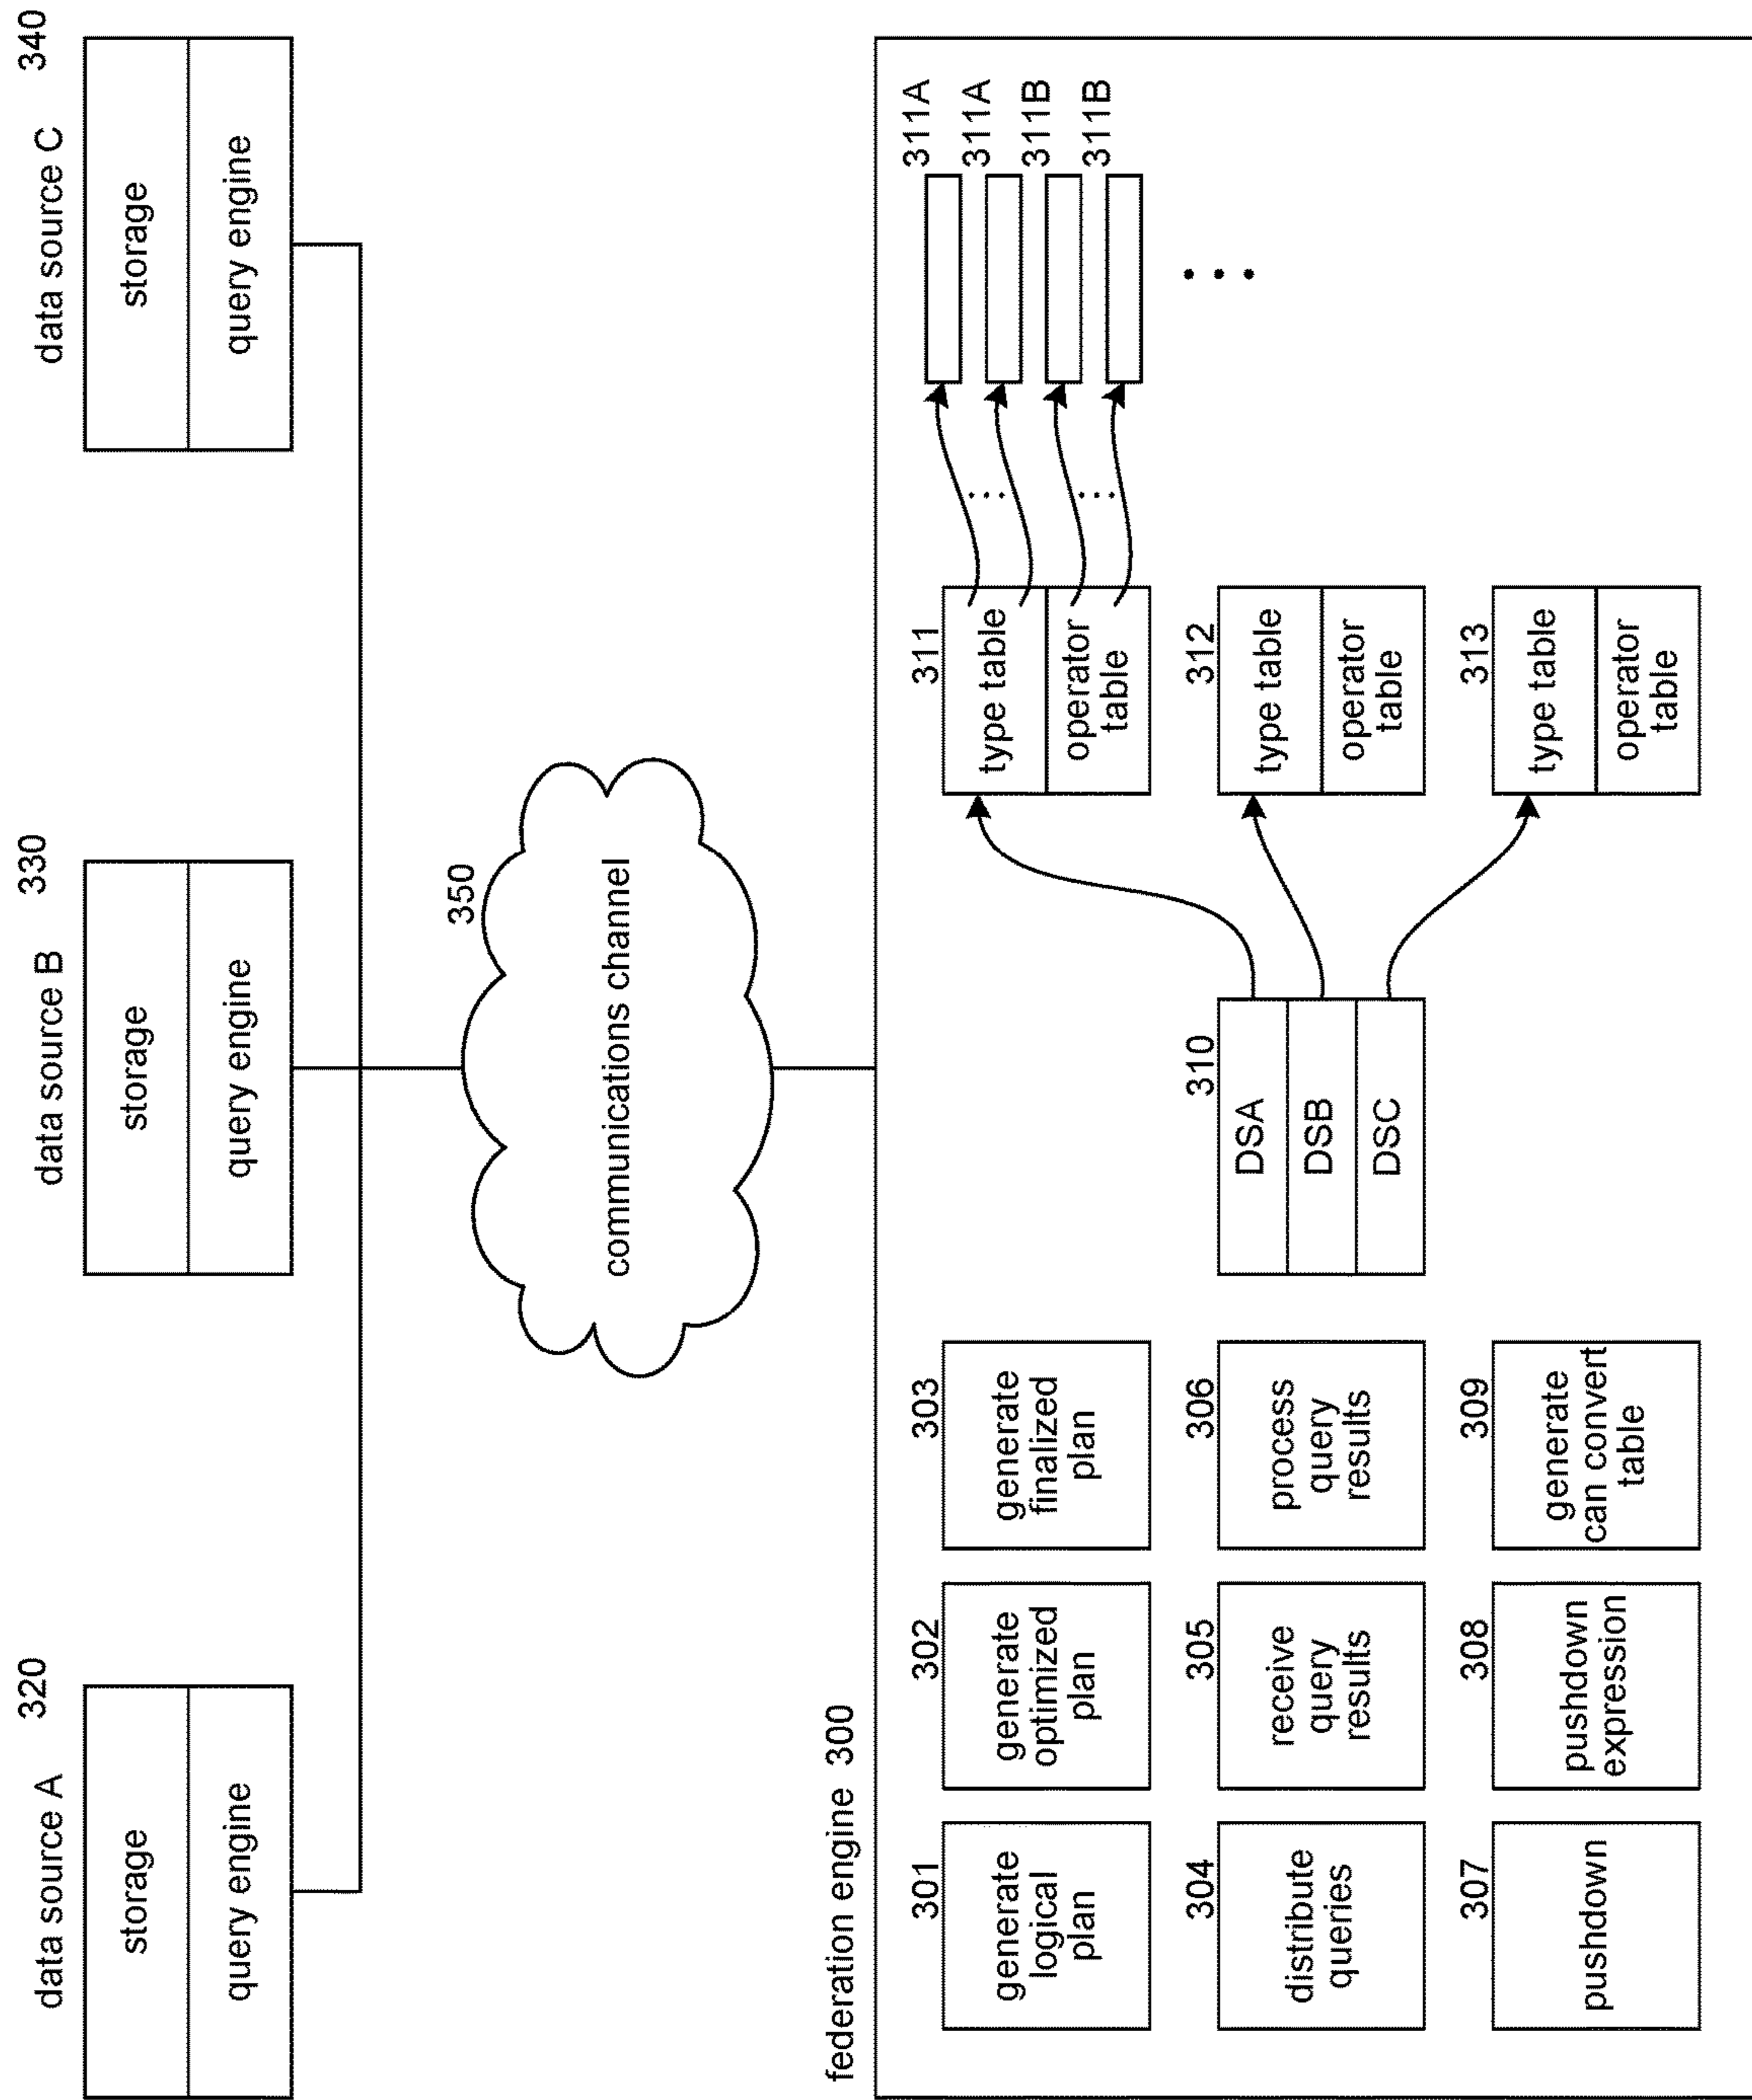 data source A 320
storage
query engine
data source B 330
storage
query engine
data source C 340
storage
query engine
350
communications channel
federation engine 300
301
generate
logical
plan
302
generate
optimized
plan
303
generate
finalized
plan
304
distribute
queries
305
receive
query
results
306
process
query
results
307
pushdown
308
pushdown
expression
309
generate
can convert
table
310
DSA
DSB
DSC
311
type table
operator
table
312
type table
operator
table
313
type table
operator
table
311A
311A
311B
311B